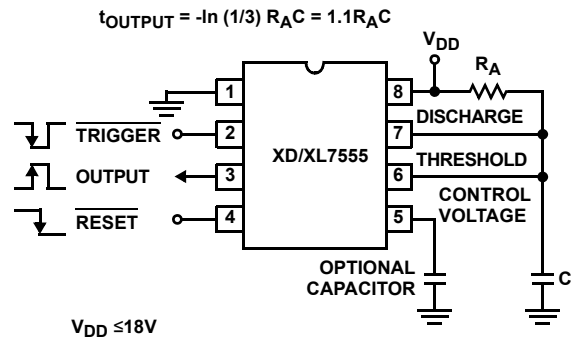 tOUTPUT = -ln (1/3) RAC = 1.1RAC
VDD
RA
1
8
DISCHARGE
TRIGGER
2
7
XD/XL7555
THRESHOLD
OUTPUT
3
6
CONTROL
VOLTAGE
RESET
4
5
OPTIONAL
CAPACITOR
C
VDD ≤18V